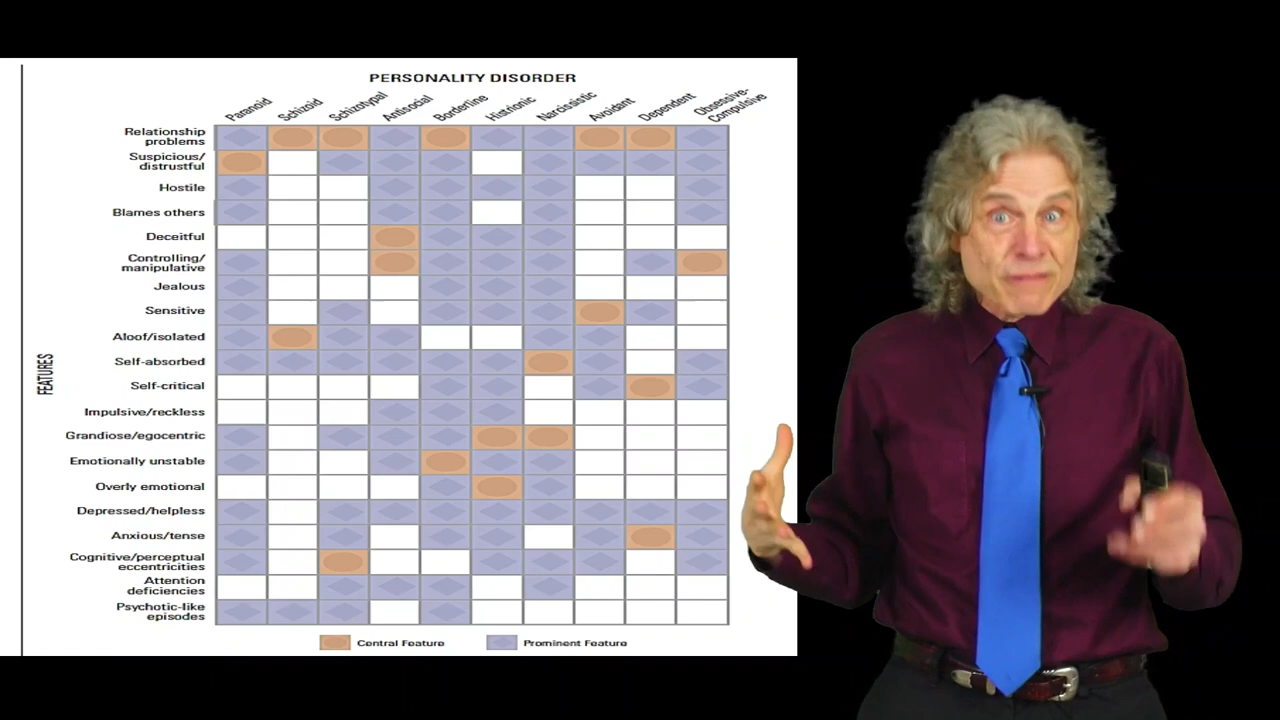 PERSONALITY DISORDER
Paranoid
Schizoid
Schizotypal
Antisocial
Borderline
Histrionic
Narcissistic
Avoidant
Dependent
Obsessive-
Compulsive
FEATURES
Relationship
problems
Suspicious/
distrustful
Hostile
Blames others
Deceitful
Controlling/
manipulative
Jealous
Sensitive
Aloof/isolated
Self-absorbed
Self-critical
Impulsive/reckless
Grandiose/egocentric
Emotionally unstable
Overly emotional
Depressed/helpless
Anxious/tense
Cognitive/perceptual
eccentricities
Attention
deficiencies
Psychotic-like
episodes
Central Feature
Prominent Feature